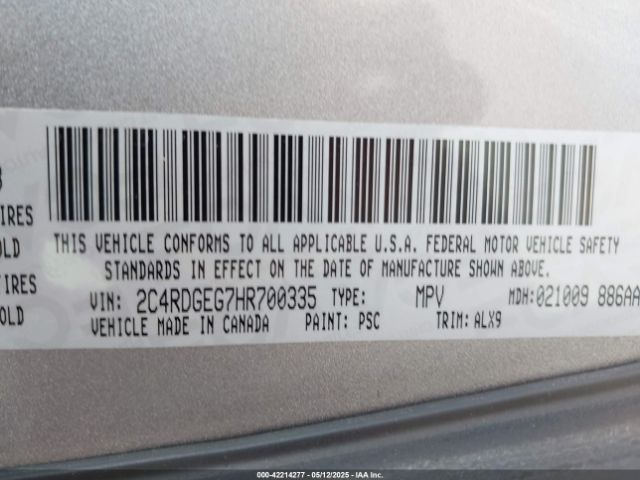 IRES
OLD
IRES
OLD
THIS VEHICLE CONFORMS TO ALL APPLICABLE U.S.A. FEDERAL MOTOR VEHICLE SAFETY
STANDARDS IN EFFECT ON THE DATE OF MANUFACTURE SHOWN ABOVE.
VIN: 2C4RDGEG7HR700335 TYPE: MPV MDH:021009 886AA
VEHICLE MADE IN CANADA PAINT: PSC TRIM: ALX9
000-42214277 - 05/12/2025 - IAA Inc.